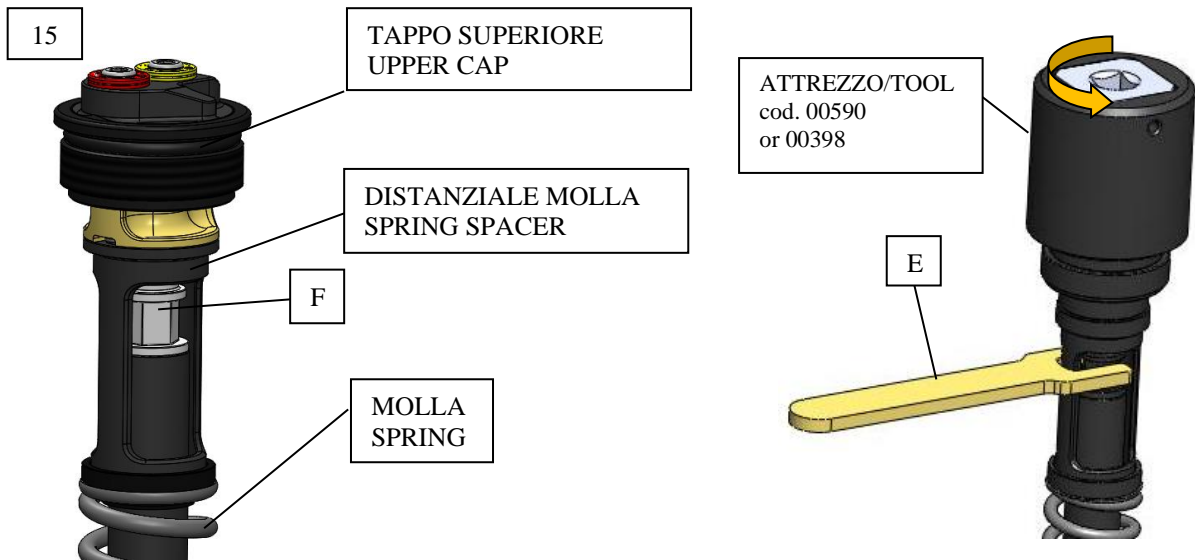 15
TAPPO SUPERIORE
UPPER CAP
DISTANZIALE MOLLA
SPRING SPACER
F
MOLLA
SPRING
ATTREZZO/TOOL
cod. 00590
or 00398
E